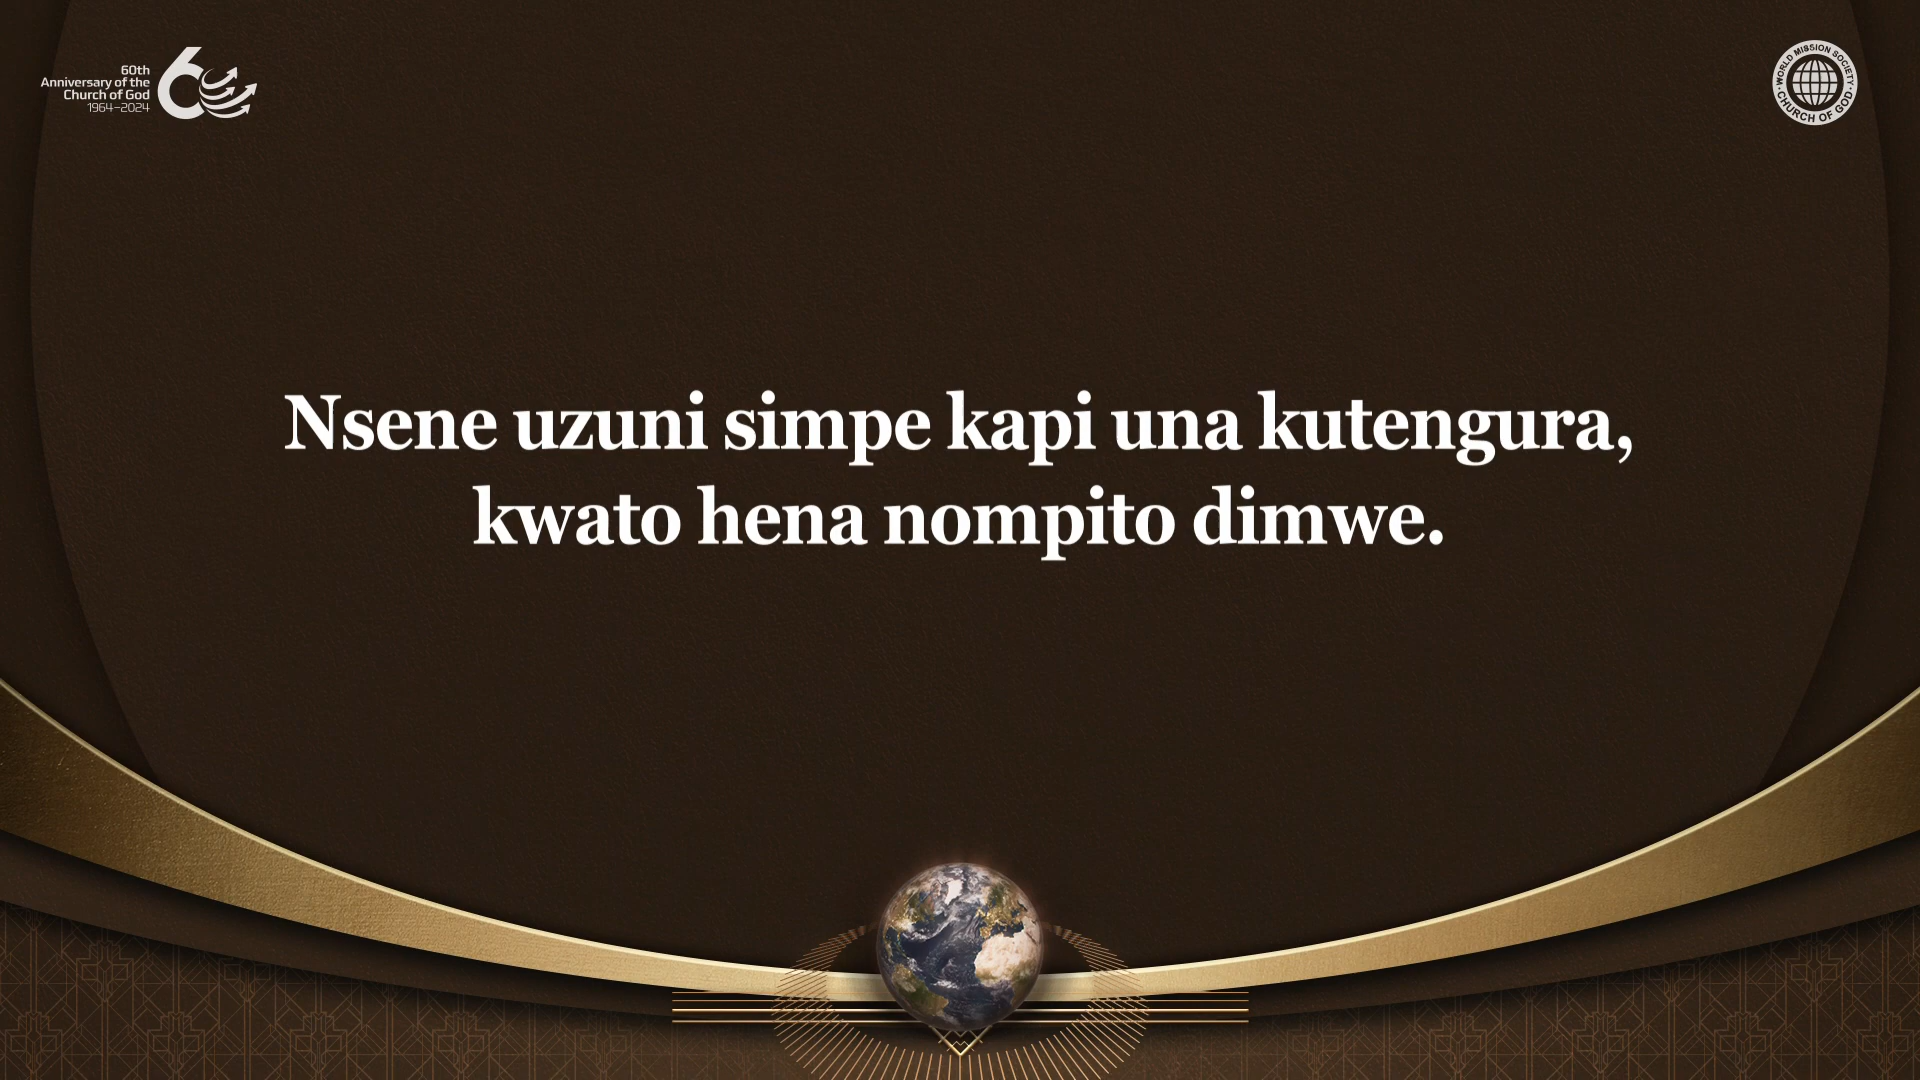 60th
Anniversary of the
Church of God
1964–2024
WORLD MISSION SOCIETY
CHURCH OF GOD
Nsene uzuni simpe kapi una kutengura,
kwato hena nompito dimwe.